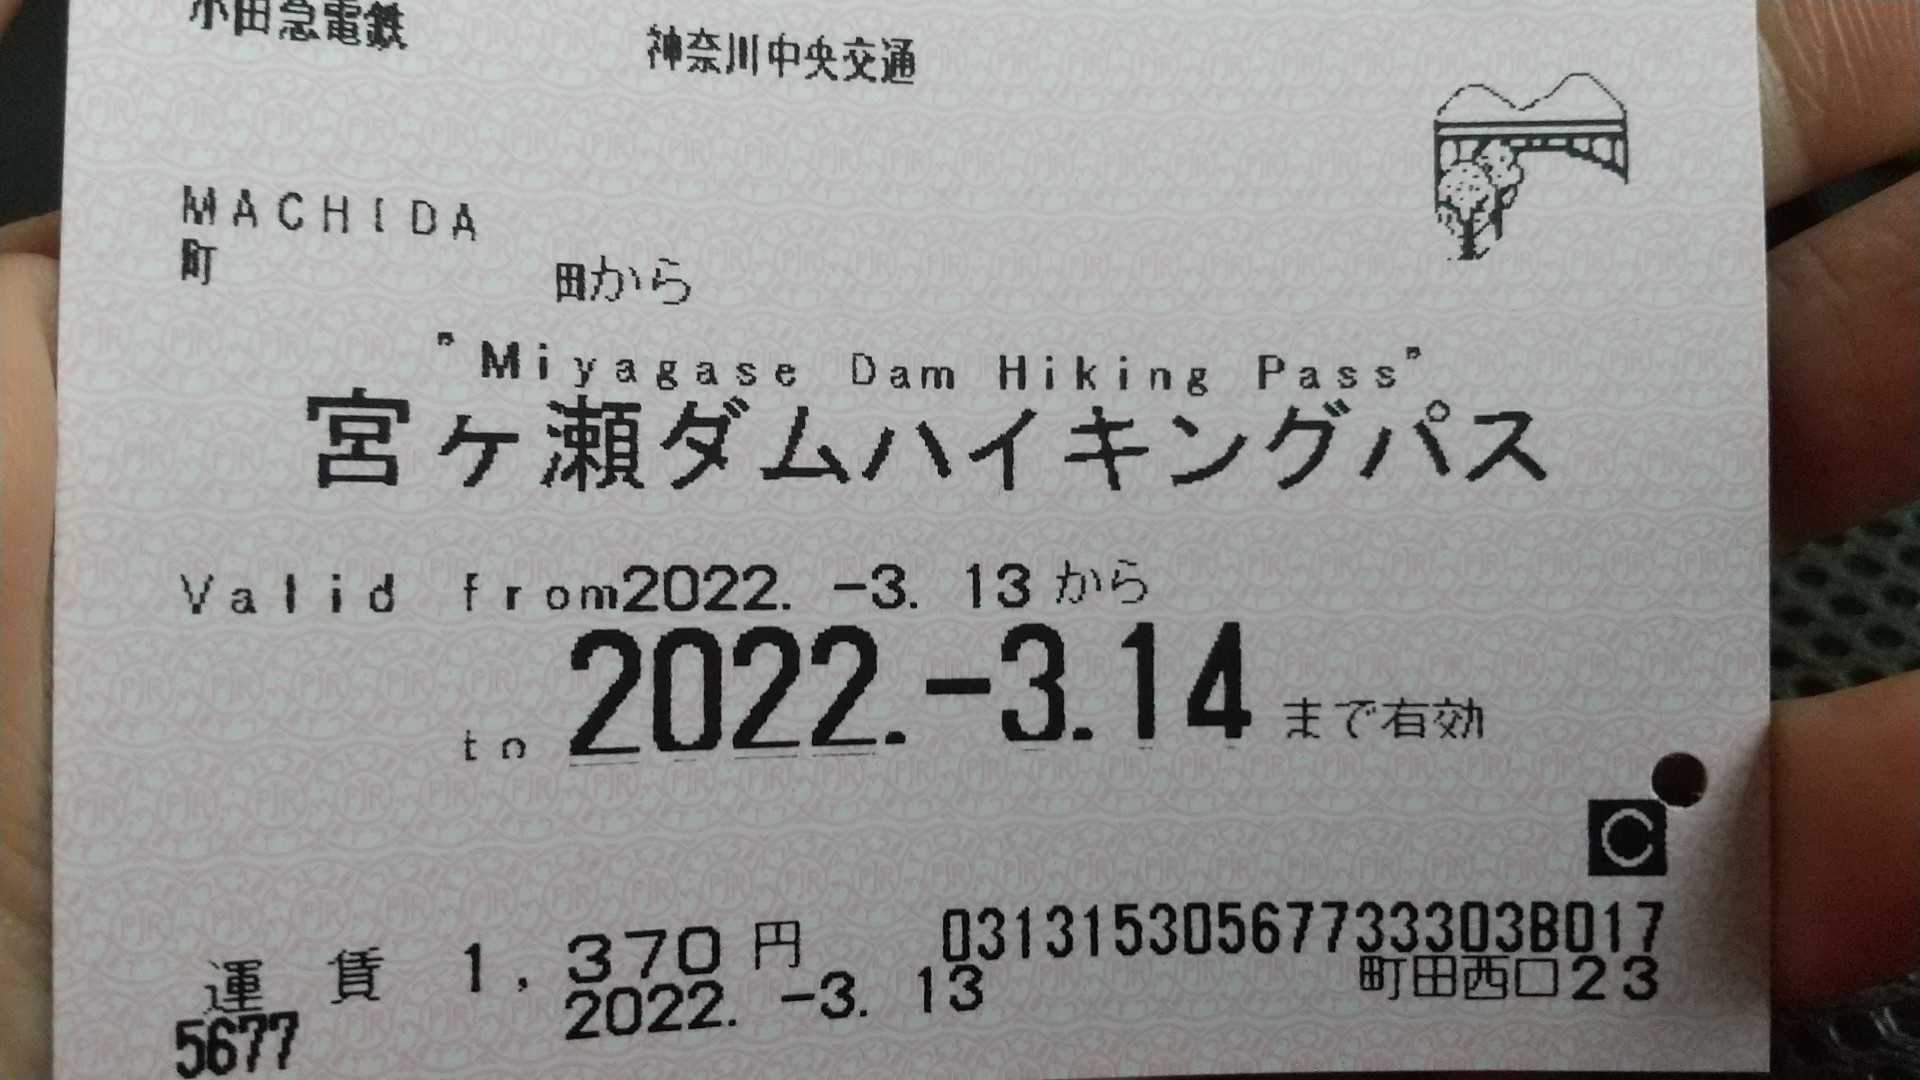 小田急電鉄 神奈川中央交通
MACHIDA
町 田から
"Miyagase Dam Hiking Pass"
宮ヶ瀬ダムハイキングパス
Valid from2022. -3. 13から
to 2022.-3.14まで有効
C
運賃 1,370円 0313153056773303B017
2022. -3. 13 町田西口23
5677